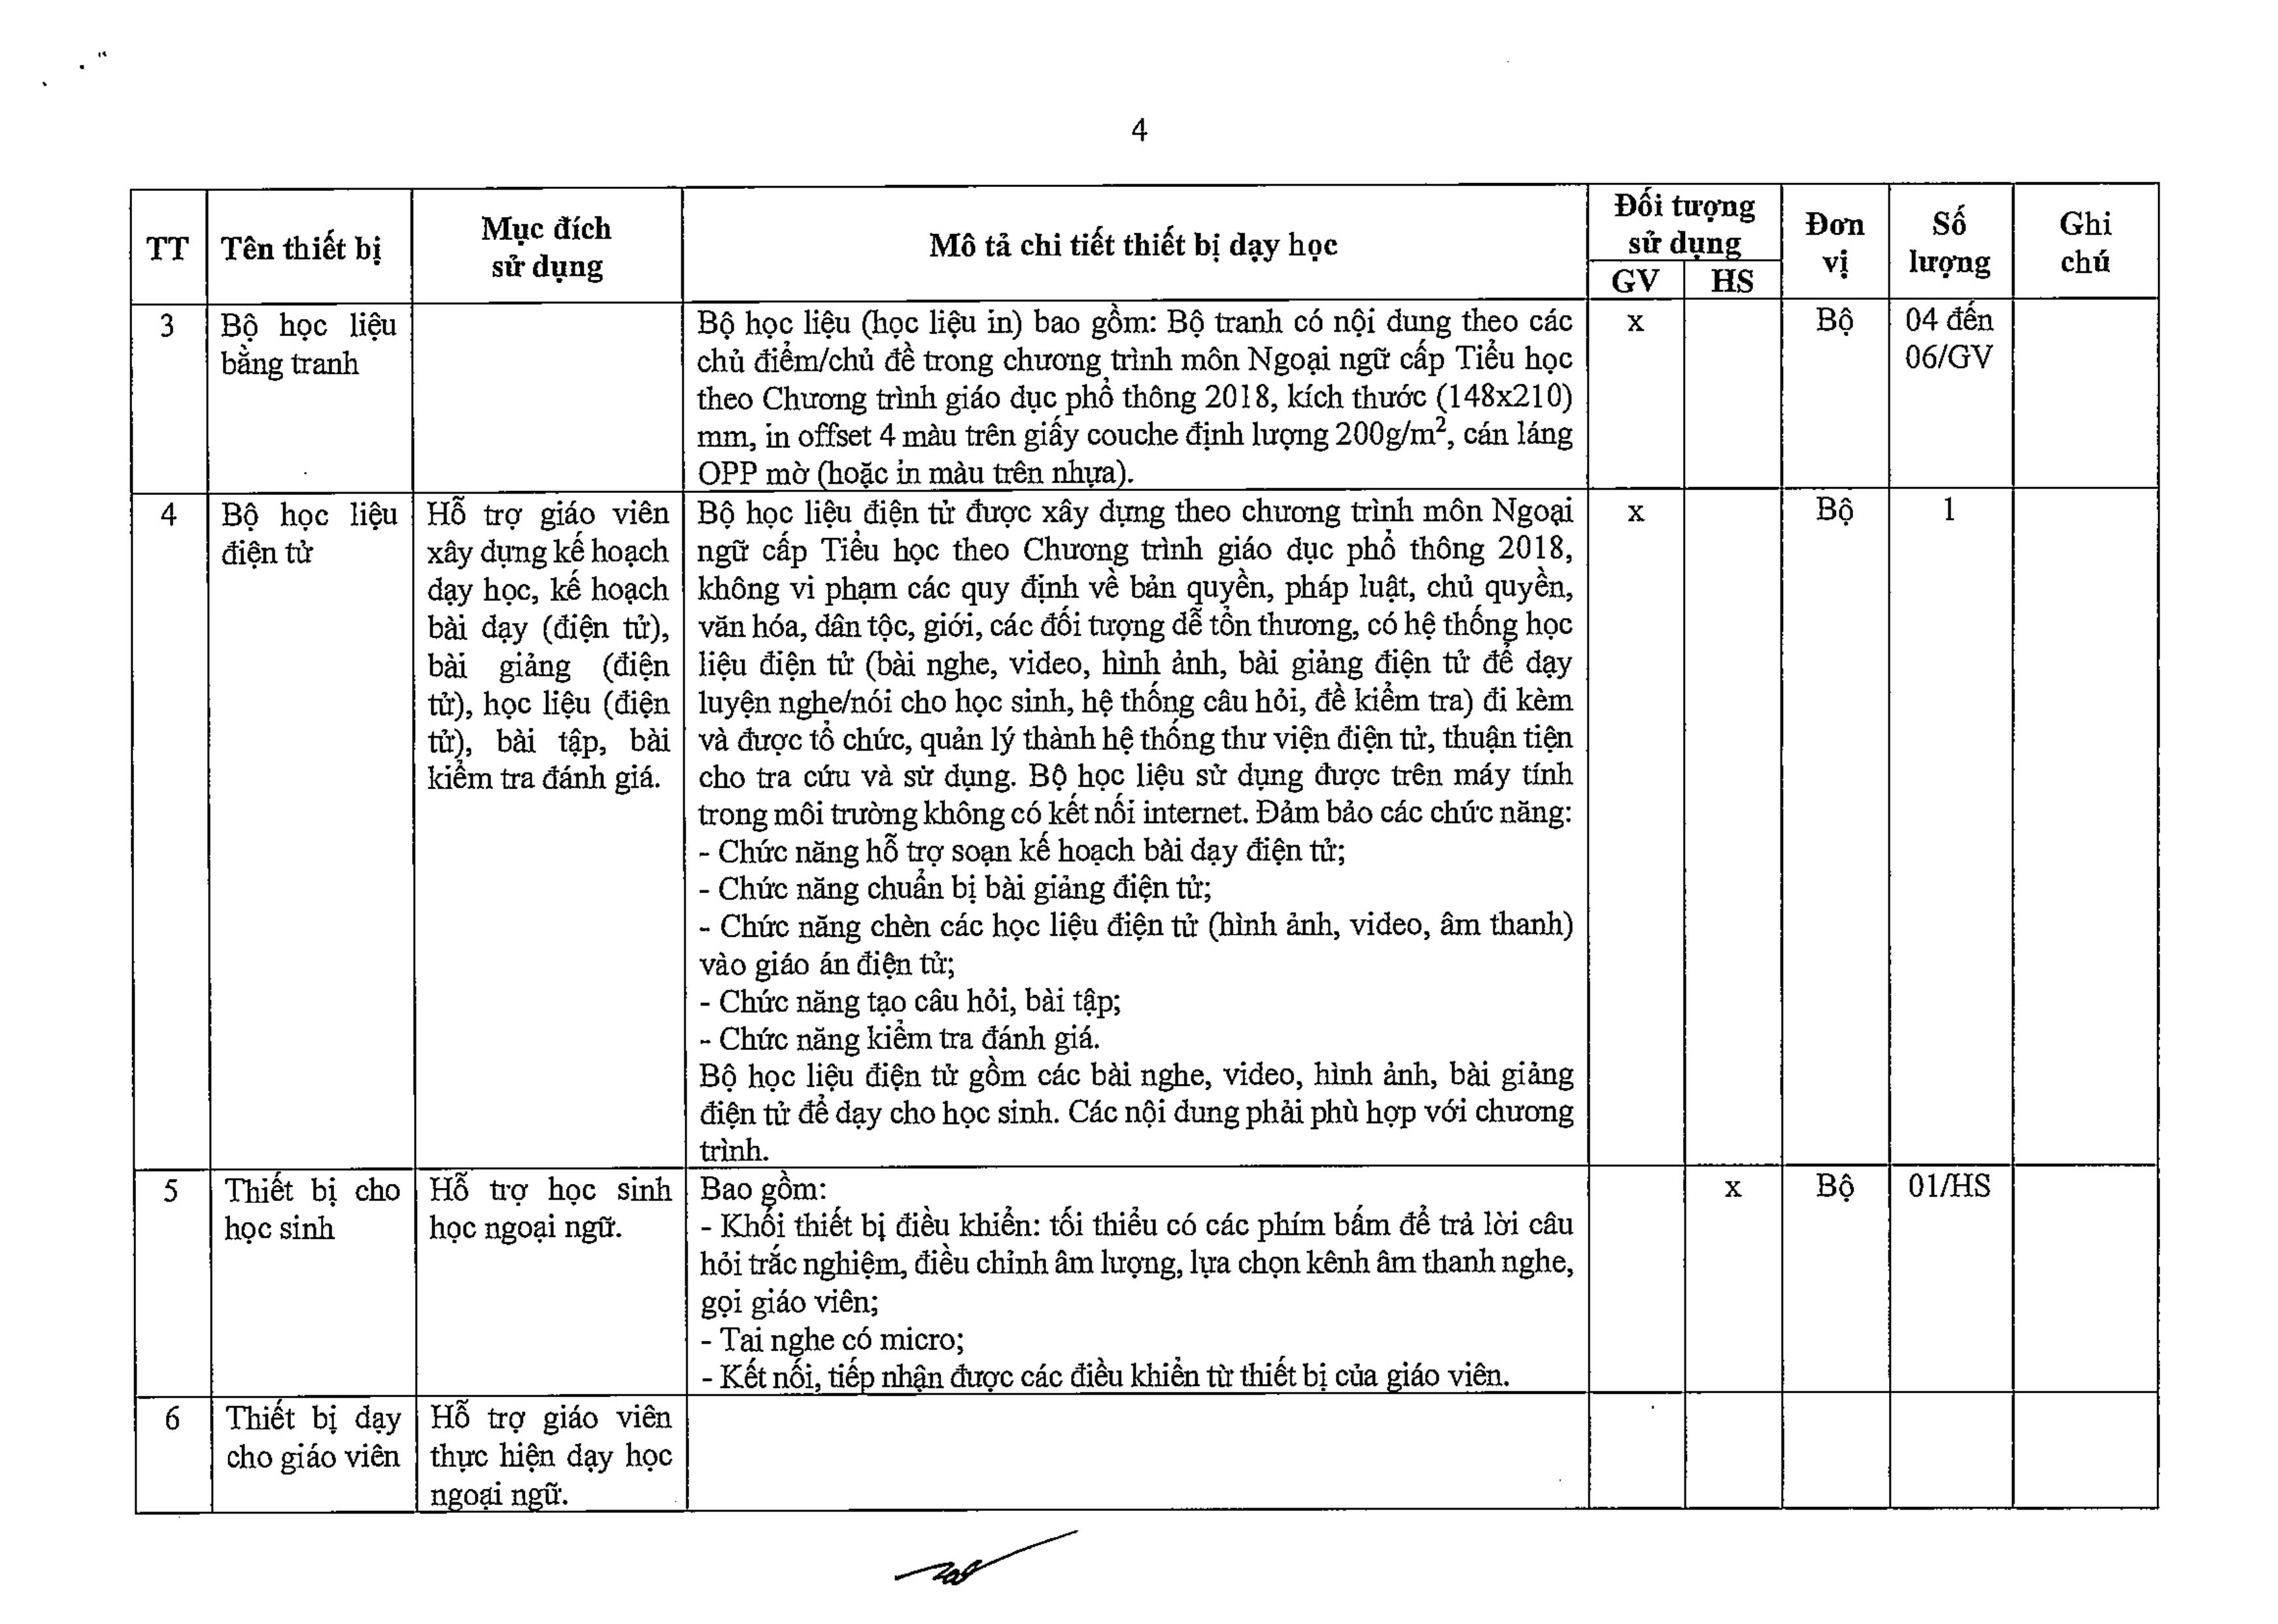 4
TT
Tên thiết bị
Mục đích
sử dụng
Mô tả chi tiết thiết bị dạy học
Đối tượng
sử dụng
GV
HS
Đơn
vị
Số
lượng
Ghi
chú
3
Bộ học liệu
bằng tranh
Bộ học liệu (học liệu in) bao gồm: Bộ tranh có nội dung theo các
chủ điểm/chủ đề trong chương trình môn Ngoại ngữ cấp Tiểu học
theo Chương trình giáo dục phổ thông 2018, kích thước (148x210)
mm, in offset 4 màu trên giấy couche định lượng 200g/m², cán láng
OPP mờ (hoặc in màu trên nhựa).
x
Bộ
04 đến
06/GV
4
Bộ học liệu
điện tử
Hỗ trợ giáo viên
xây dựng kế hoạch
dạy học, kế hoạch
bài dạy (điện tử),
bài giảng (điện
tử), học liệu (điện
tử), bài tập, bài
kiểm tra đánh giá.
Bộ học liệu điện tử được xây dựng theo chương trình môn Ngoại
ngữ cấp Tiểu học theo Chương trình giáo dục phổ thông 2018,
không vi phạm các quy định về bản quyền, pháp luật, chủ quyền,
văn hóa, dân tộc, giới, các đối tượng dễ tổn thương, có hệ thống học
liệu điện tử (bài nghe, video, hình ảnh, bài giảng điện tử để dạy
luyện nghe/nói cho học sinh, hệ thống câu hỏi, đề kiểm tra) đi kèm
và được tổ chức, quản lý thành hệ thống thư viện điện tử, thuận tiện
cho tra cứu và sử dụng. Bộ học liệu sử dụng được trên máy tính
trong môi trường không có kết nối internet. Đảm bảo các chức năng:
- Chức năng hỗ trợ soạn kế hoạch bài dạy điện tử;
- Chức năng chuẩn bị bài giảng điện tử;
- Chức năng chèn các học liệu điện tử (hình ảnh, video, âm thanh)
vào giáo án điện tử;
- Chức năng tạo câu hỏi, bài tập;
- Chức năng kiểm tra đánh giá.
Bộ học liệu điện tử gồm các bài nghe, video, hình ảnh, bài giảng
điện tử để dạy cho học sinh. Các nội dung phải phù hợp với chương
trình.
x
Bộ
1
5
Thiết bị cho
học sinh
Hỗ trợ học sinh
học ngoại ngữ.
Bao gồm:
- Khối thiết bị điều khiển: tối thiểu có các phím bấm để trả lời câu
hỏi trắc nghiệm, điều chỉnh âm lượng, lựa chọn kênh âm thanh nghe,
gọi giáo viên;
- Tai nghe có micro;
- Kết nối, tiếp nhận được các điều khiển từ thiết bị của giáo viên.
x
Bộ
01/HS
6
Thiết bị dạy
cho giáo viên
Hỗ trợ giáo viên
thực hiện dạy học
ngoại ngữ.